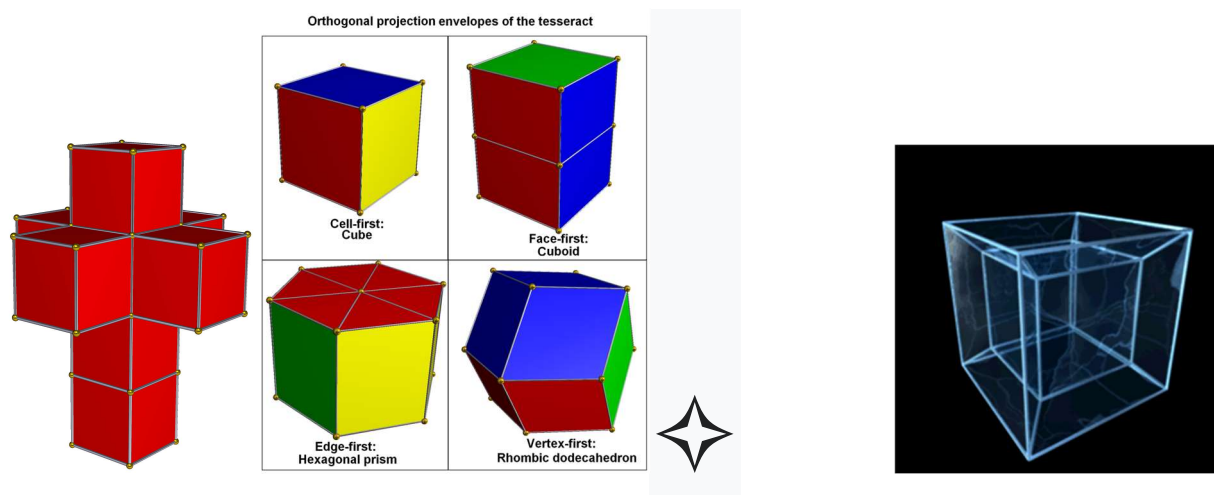 Orthogonal projection envelopes of the tesseract
Cell-first:
Cube
Face-first:
Cuboid
Edge-first:
Hexagonal prism
Vertex-first:
Rhombic dodecahedron